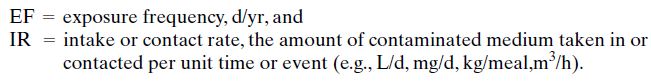 EF = exposure frequency, d/yr, and
IR = intake or contact rate, the amount of contaminated medium taken in or
contacted per unit time or event (e.g., L/d, mg/d, kg/meal,m³/h).